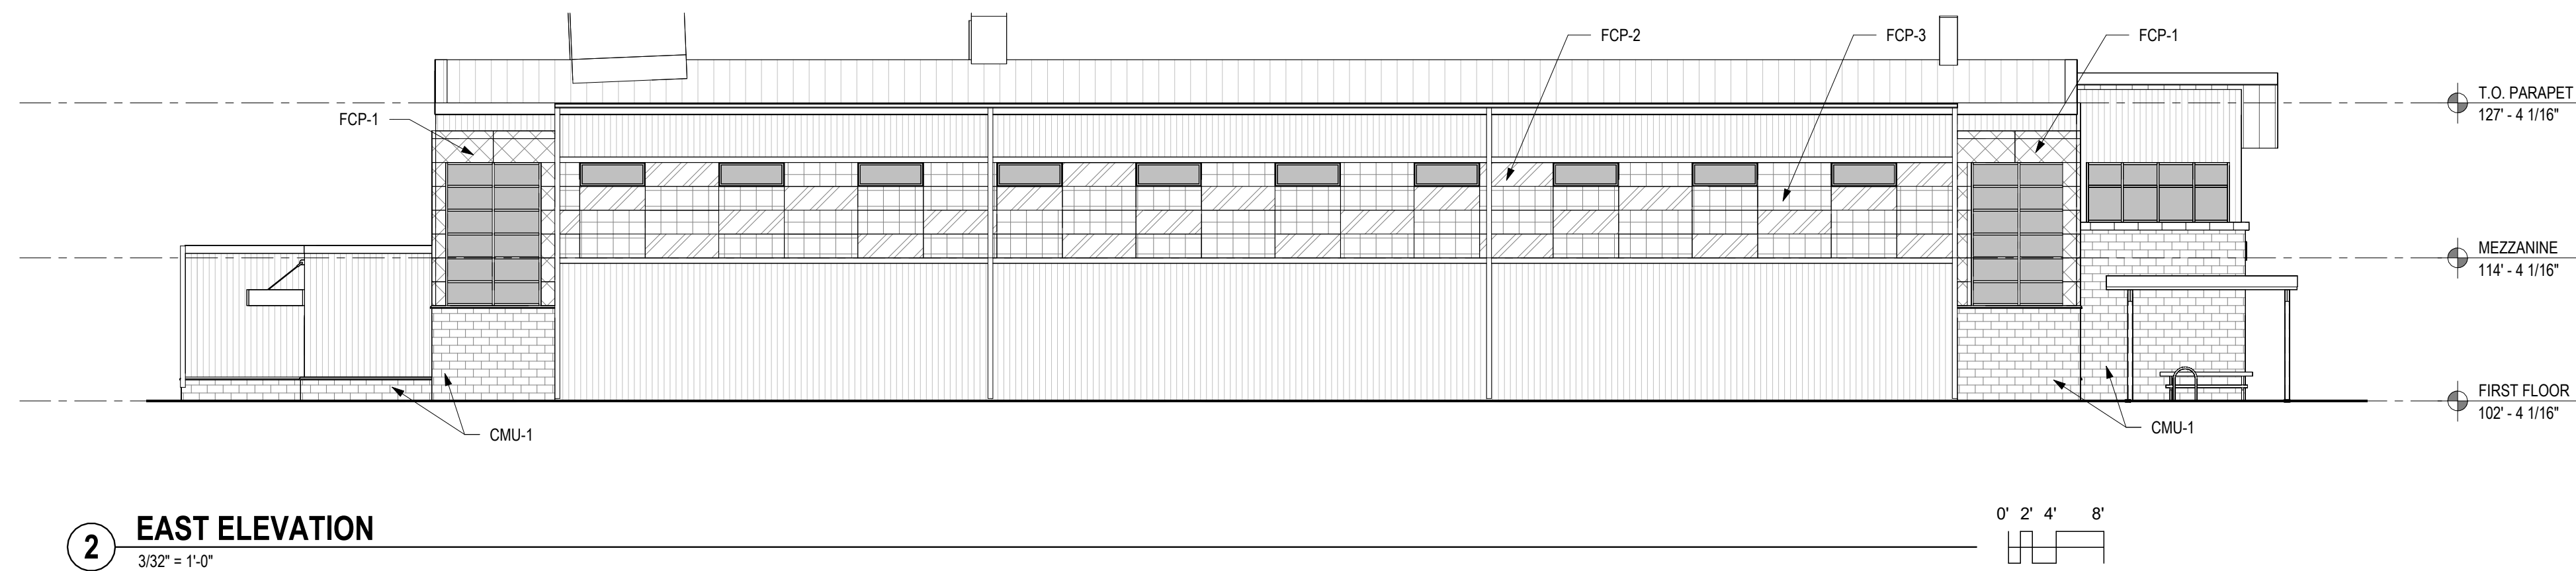 FCP-2
FCP-3
FCP-1
T.O. PARAPET
127' - 4 1/16"
FCP-1
MEZZANINE
114' - 4 1/16"
FIRST FLOOR
102' - 4 1/16"
CMU-1
CMU-1
0' 2' 4' 8'
2
EAST ELEVATION
3/32" = 1'-0"